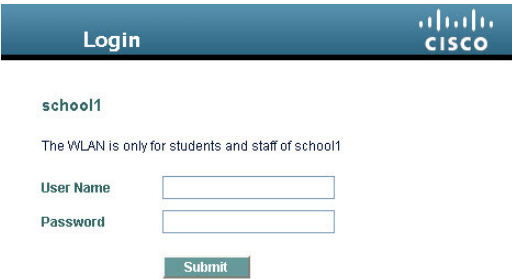 Login
CISCO
school1
The WLAN is only for students and staff of school1
User Name
Password
Submit